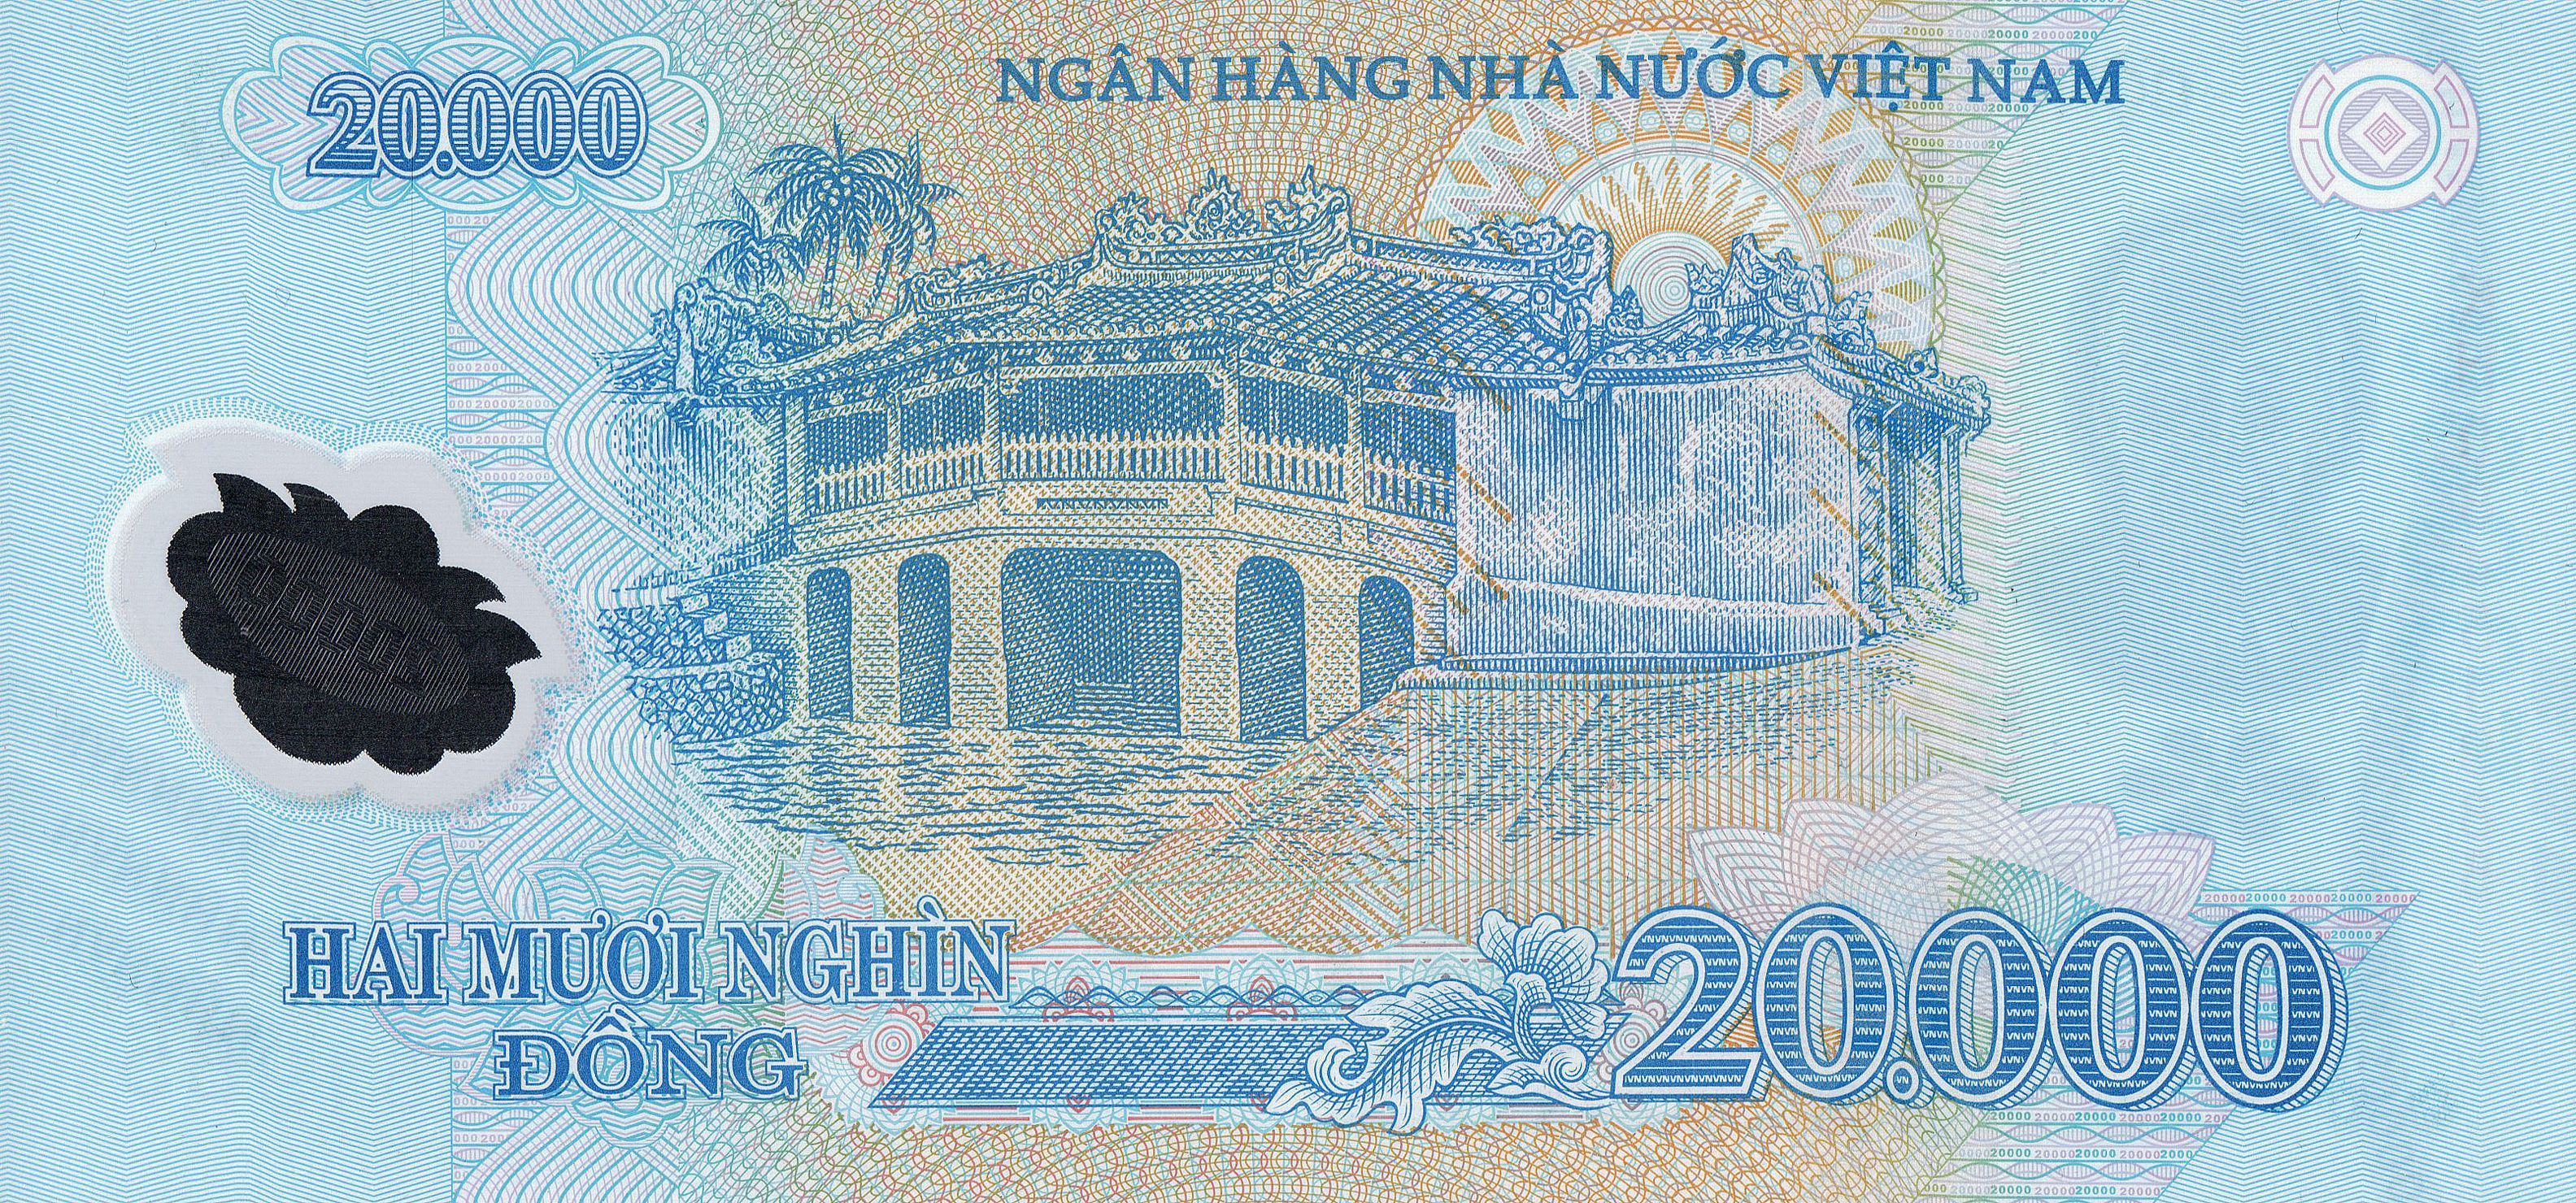 20.000
NGÂN HÀNG NHÀ NƯỚC VIỆT NAM
HAI MƯƠI NGHÌN
ĐỒNG
20.000